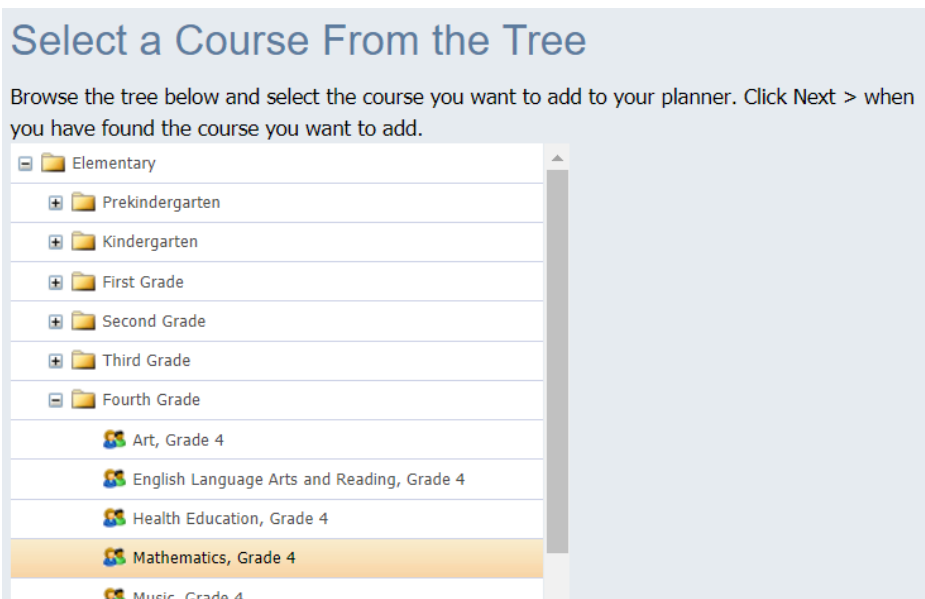 Select a Course From the Tree
Browse the tree below and select the course you want to add to your planner. Click Next > when
you have found the course you want to add.
Elementary
Prekindergarten
Kindergarten
First Grade
Second Grade
Third Grade
Fourth Grade
Art, Grade 4
English Language Arts and Reading, Grade 4
Health Education, Grade 4
Mathematics, Grade 4
Music, Grade 4